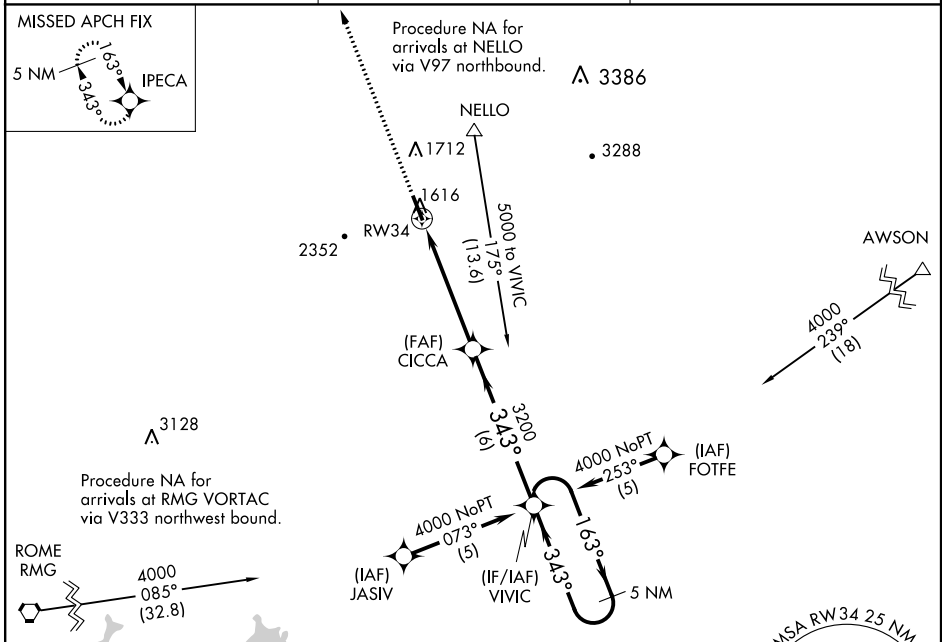 MISSED APCH FIX
5 NM
163°
343°
IPECA
Procedure NA for
arrivals at NELLO
via V97 northbound.
3386
NELLO
1712
3288
1616
RW34
2352
5000 to VIVIC
175°
(13.6)
AWSON
4000
239°
(18)
(FAF)
CICCA
3200
343°
(6)
3128
Procedure NA for
arrivals at RMG VORTAC
via V333 northwest bound.
4000 NoPT
253°
(5)
(IAF)
FOTFE
4000 NoPT
073°
(5)
(IAF)
JASIV
(IF/IAF)
VIVIC
163°
343°
5 NM
ROME
RMG
4000
085°
(32.8)
MSA RW34 25 NM